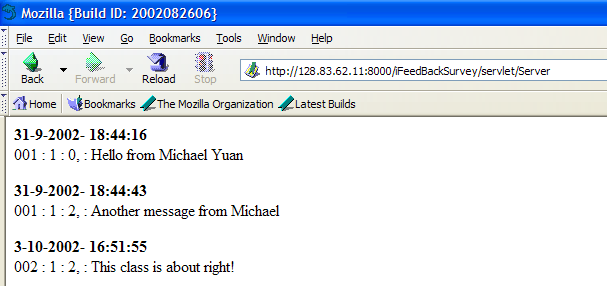 Mozilla {Build ID: 2002082606}
File Edit View Go Bookmarks Tools Window Help
Back Forward Reload Stop http://128.83.62.11:8000/iFeedBackSurvey/servlet/Server
Home Bookmarks The Mozilla Organization Latest Builds
31-9-2002- 18:44:16
001 : 1 : 0, : Hello from Michael Yuan
31-9-2002- 18:44:43
001 : 1 : 2, : Another message from Michael
3-10-2002- 16:51:55
002 : 1 : 2, : This class is about right!